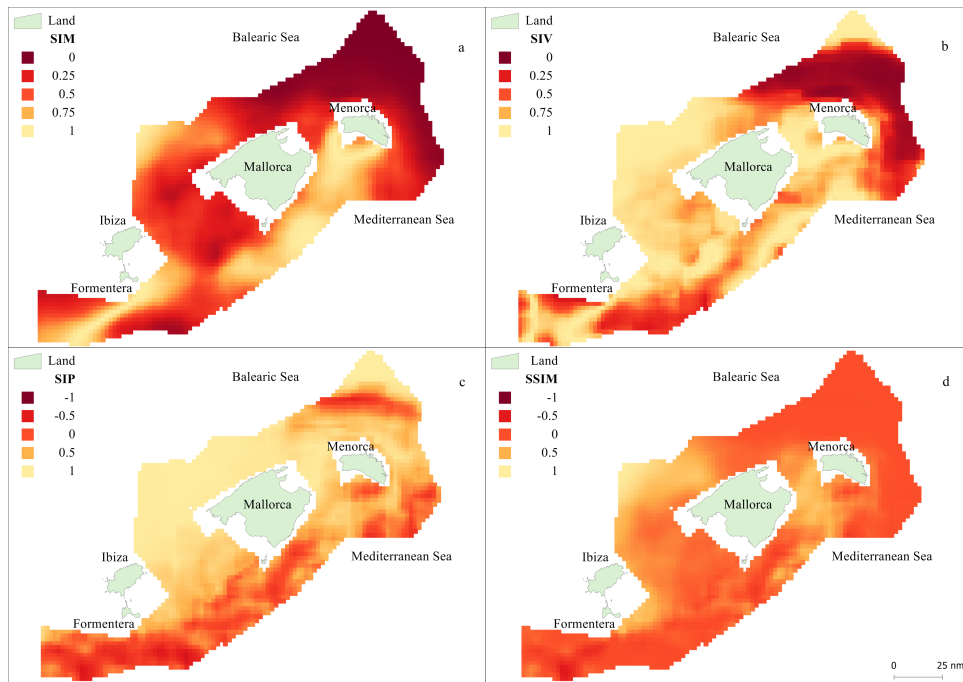 Land
SIM
Balearic Sea
a
0
0.25
0.5
0.75
1
Menorca
Mallorca
Ibiza
Mediterranean Sea
Formentera
Land
SIV
Balearic Sea
b
0
0.25
0.5
0.75
1
Menorca
Mallorca
Ibiza
Mediterranean Sea
Formentera
Land
SIP
Balearic Sea
c
-1
-0.5
0
0.5
1
Menorca
Mallorca
Ibiza
Mediterranean Sea
Formentera
Land
SSIM
Balearic Sea
d
-1
-0.5
0
0.5
1
Menorca
Mallorca
Ibiza
Mediterranean Sea
Formentera
0 25 nm